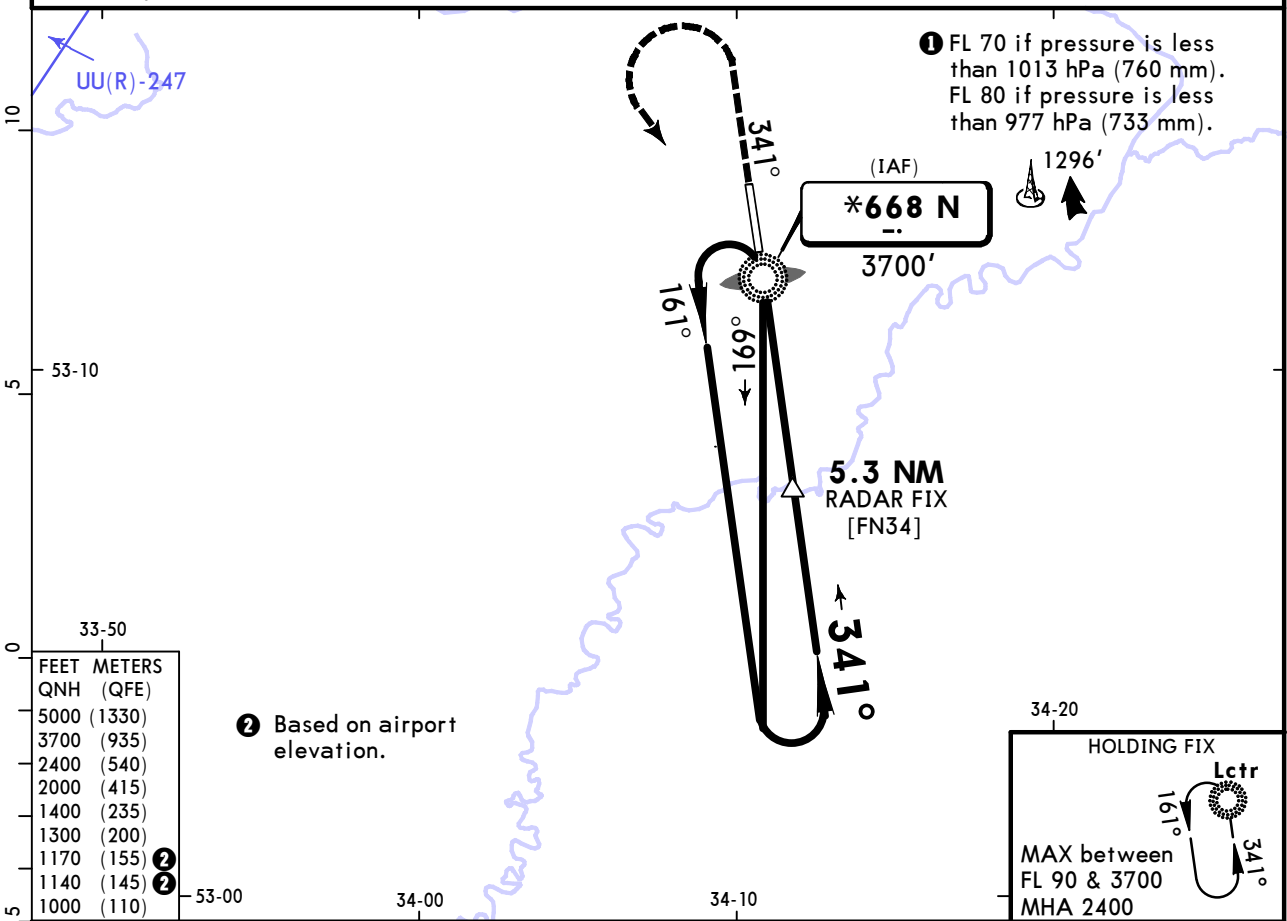 UU(R)-247
❶ FL 70 if pressure is less
than 1013 hPa (760 mm).
FL 80 if pressure is less
than 977 hPa (733 mm).
10
341°
(IAF)
*668 N
3700'
1296'
161°
169°
5
53-10
5.3 NM
RADAR FIX
[FN34]
341°
0
33-50
FEET METERS
QNH (QFE)
5000 (1330)
3700 (935)
2400 (540)
2000 (415)
1400 (235)
1300 (200)
1170 (155) ❷
1140 (145) ❷
1000 (110)
❷ Based on airport
elevation.
34-20
HOLDING FIX
Lctr
161°
341°
MAX between
FL 90 & 3700
MHA 2400
5
53-00
34-00
34-10